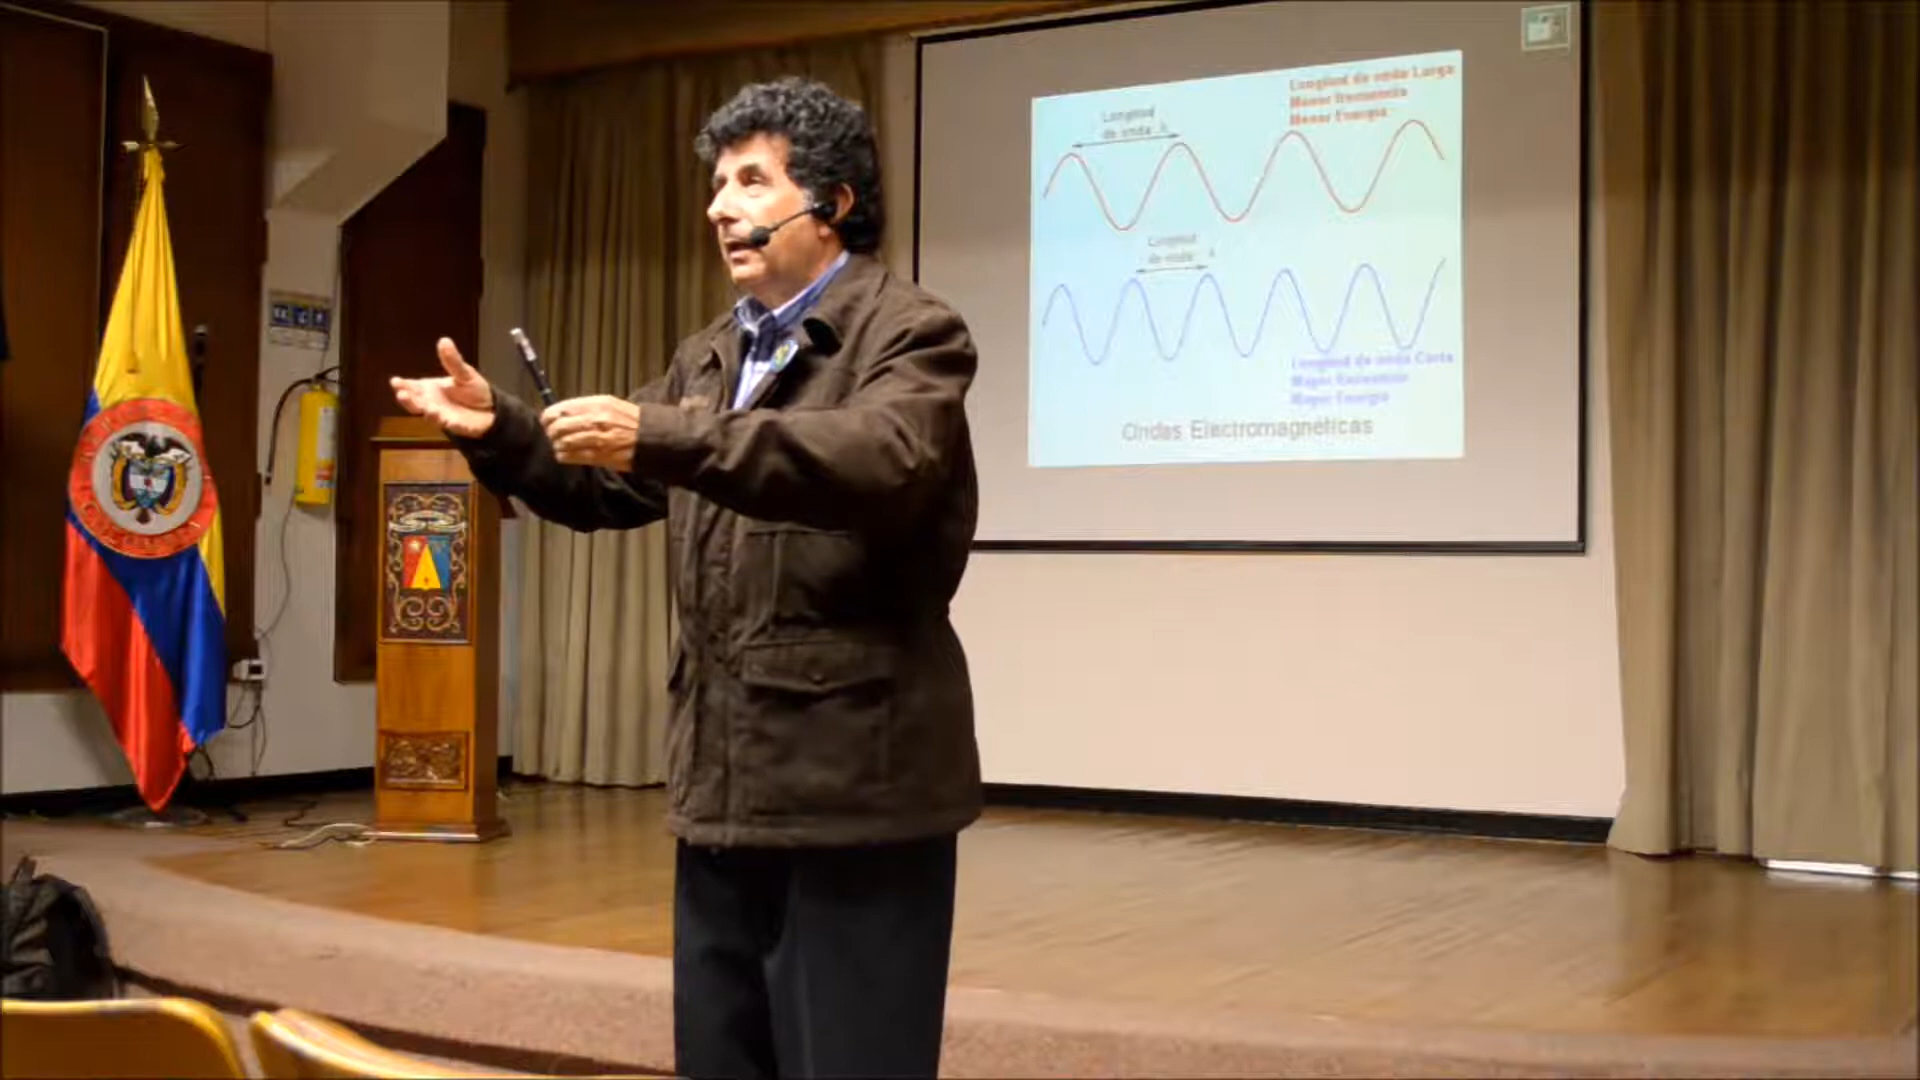 Longitud de onda Larga
Menor frecuencia
Menor Energía
Longitud
de onda λ
Longitud
de onda λ
Longitud de onda Corta
Mayor frecuencia
Mayor Energía
Ondas Electromagnéticas